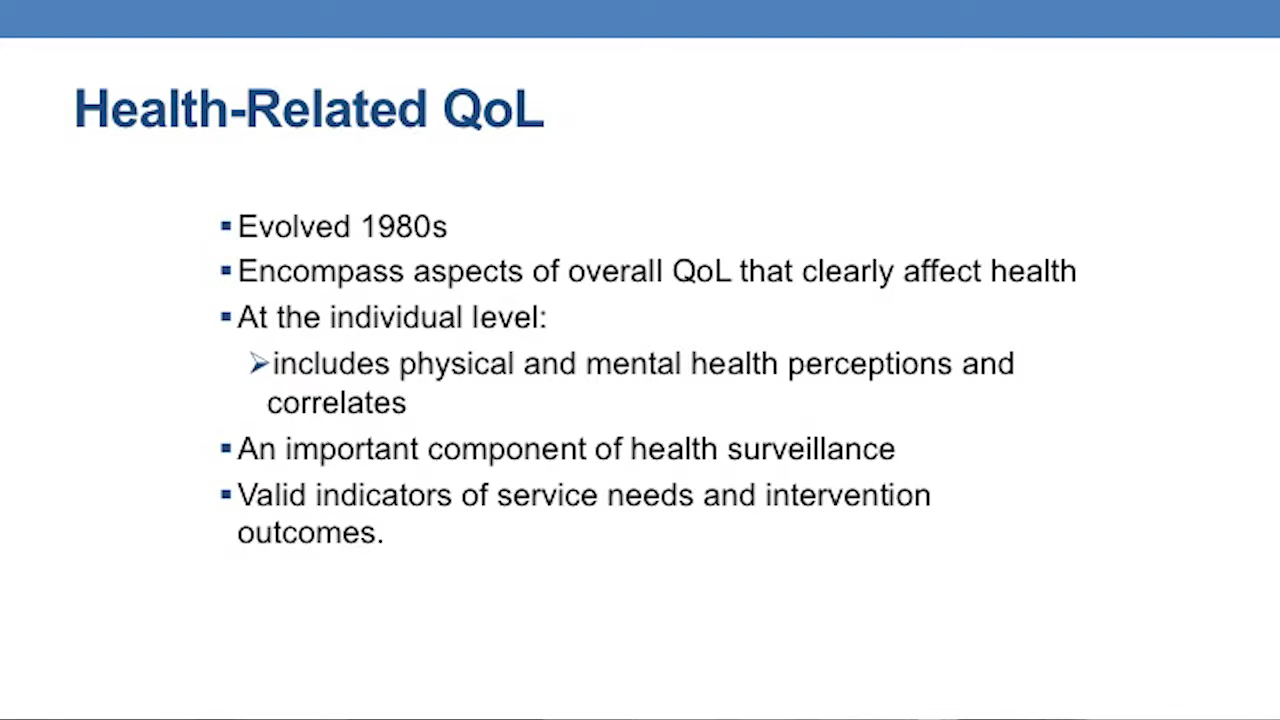 Health-Related QoL
▪Evolved 1980s
▪Encompass aspects of overall QoL that clearly affect health
▪At the individual level:
➢includes physical and mental health perceptions and
correlates
▪An important component of health surveillance
▪Valid indicators of service needs and intervention
outcomes.